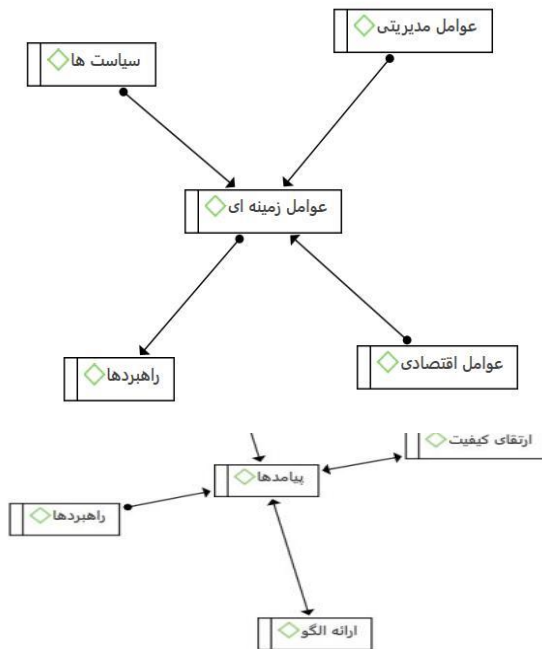 عوامل مدیریتی
سیاست ها
عوامل زمینه ای
عوامل اقتصادی
راهبردها
ارتقای کیفیت
پیامدها
راهبردها
ارائه الگو